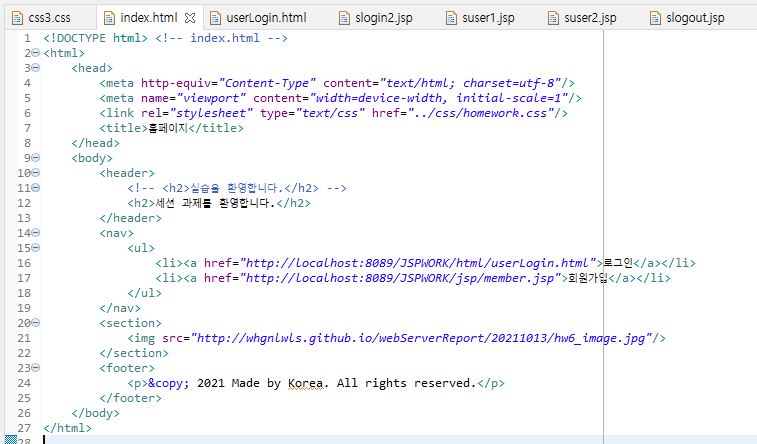 css3.css index.html userLogin.html slogin2.jsp suser1.jsp suser2.jsp slogout.jsp
1 <!DOCTYPE html> <!-- index.html -->
2 <html>
3 <head>
4 <meta http-equiv="Content-Type" content="text/html; charset=utf-8"/>
5 <meta name="viewport" content="width=device-width, initial-scale=1"/>
6 <link rel="stylesheet" type="text/css" href="../css/homework.css"/>
7 <title>홈페이지</title>
8 </head>
9 <body>
10 <header>
11 <!-- <h2>실습을 환영합니다.</h2> -->
12 <h2>세션 과제를 환영합니다.</h2>
13 </header>
14 <nav>
15 <ul>
16 <li><a href="http://localhost:8089/JSPWORK/html/userLogin.html">로그인</a></li>
17 <li><a href="http://localhost:8089/JSPWORK/jsp/member.jsp">회원가입</a></li>
18 </ul>
19 </nav>
20 <section>
21 <img src="http://whgnlwls.github.io/webServerReport/20211013/hw6_image.jpg"/>
22 </section>
23 <footer>
24 <p>&copy; 2021 Made by Korea. All rights reserved.</p>
25 </footer>
26 </body>
27 </html>
28